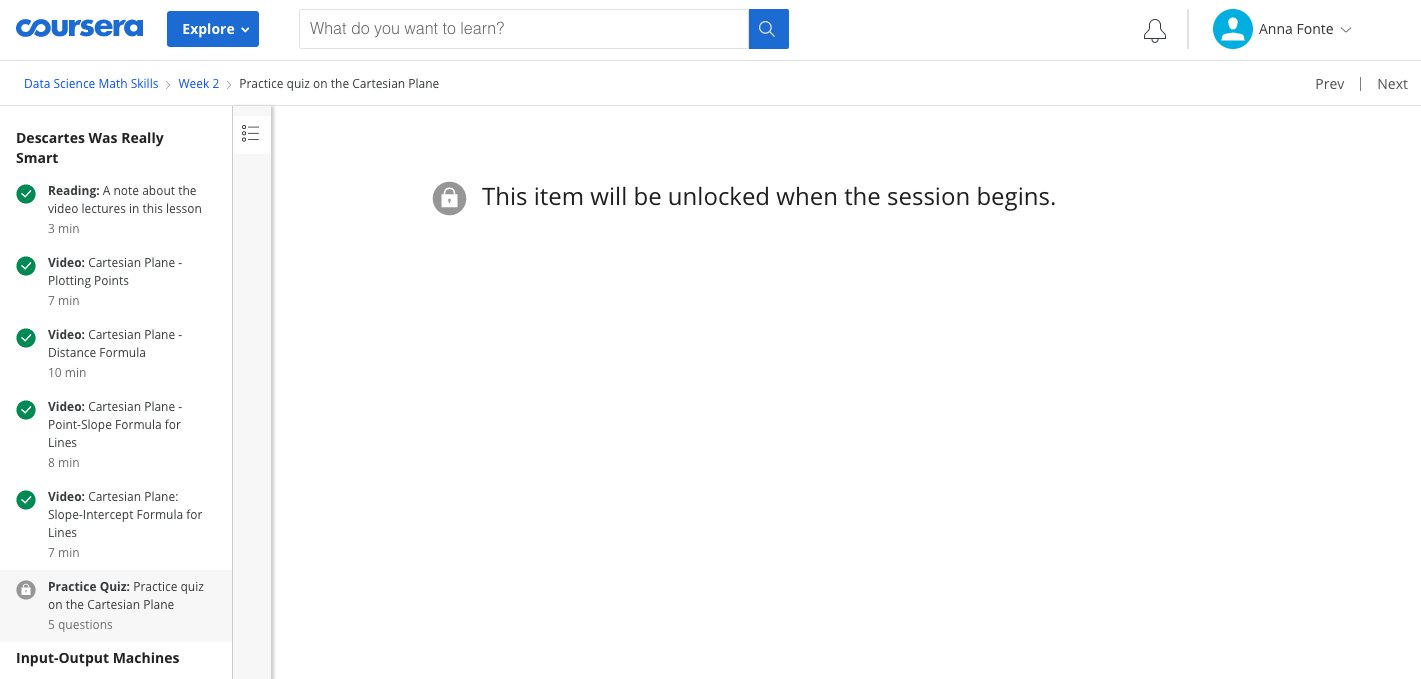 coursera
Explore
What do you want to learn?
Anna Fonte
Data Science Math Skills
Week 2
Practice quiz on the Cartesian Plane
Prev
Next
Descartes Was Really
Smart
Reading: A note about the
video lectures in this lesson
3 min
Video: Cartesian Plane -
Plotting Points
7 min
Video: Cartesian Plane -
Distance Formula
10 min
Video: Cartesian Plane -
Point-Slope Formula for
Lines
8 min
Video: Cartesian Plane:
Slope-Intercept Formula for
Lines
7 min
Practice Quiz: Practice quiz
on the Cartesian Plane
5 questions
Input-Output Machines
This item will be unlocked when the session begins.